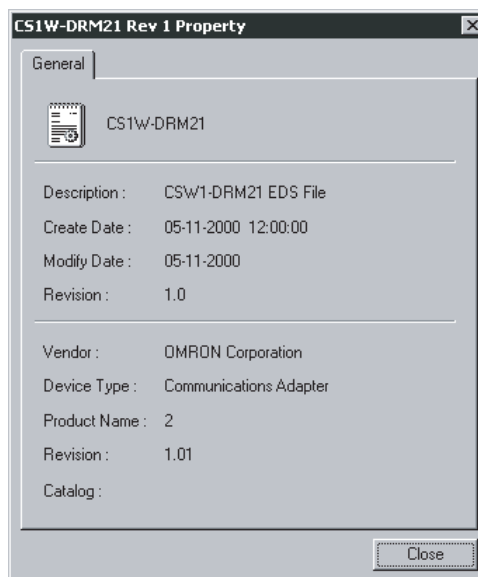 CS1W-DRM21 Rev 1 Property
General
CS1W-DRM21
Description : CSW1-DRM21 EDS File
Create Date : 05-11-2000 12:00:00
Modify Date : 05-11-2000
Revision : 1.0
Vendor : OMRON Corporation
Device Type : Communications Adapter
Product Name : 2
Revision : 1.01
Catalog :
Close